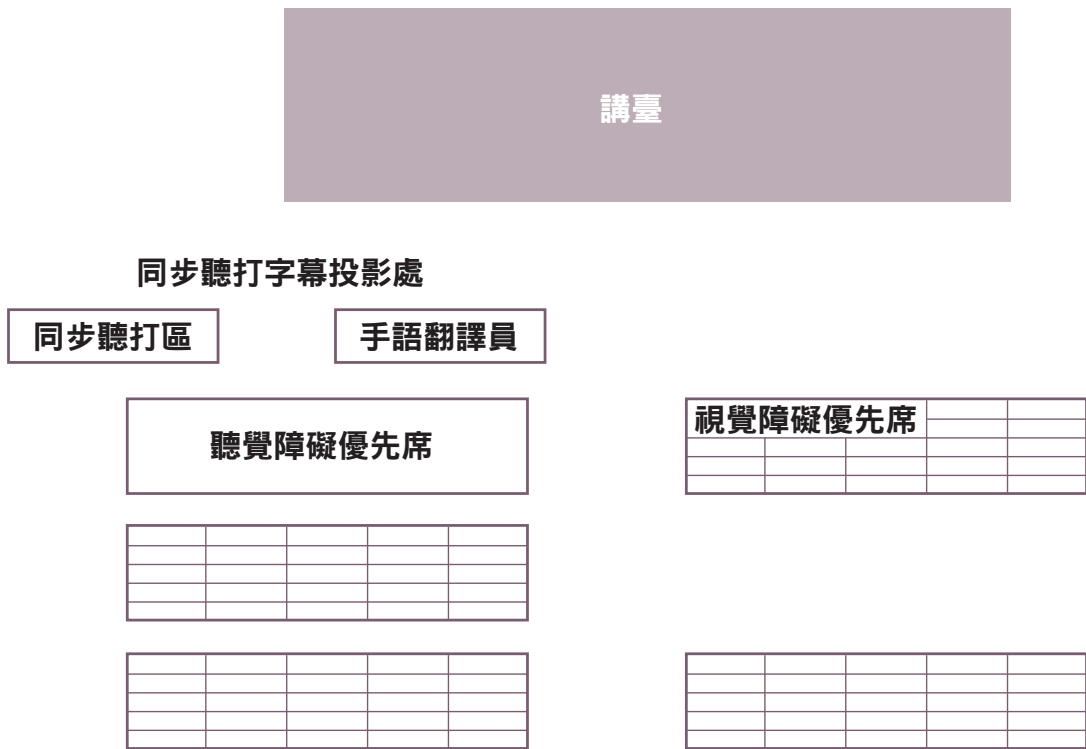 講臺
同步聽打字幕投影處
同步聽打區
手語翻譯員
聽覺障礙優先席
視覺障礙優先席